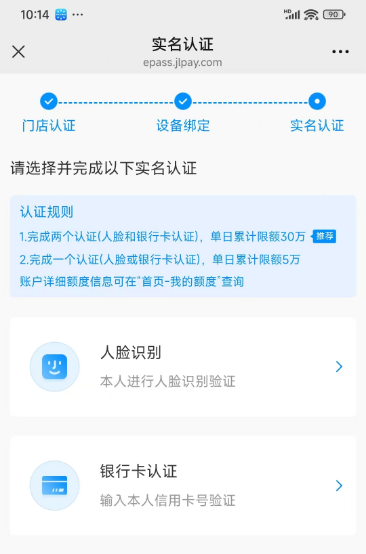 10:14
HD 90
实名认证
epass.jlpay.com
门店认证 设备绑定 实名认证
请选择并完成以下实名认证
认证规则
1.完成两个认证(人脸和银行卡认证)，单日累计限额30万 推荐
2.完成一个认证(人脸或银行卡认证)，单日累计限额5万
账户详细额度信息可在"首页-我的额度"查询
人脸识别
本人进行人脸识别验证
银行卡认证
输入本人信用卡号验证